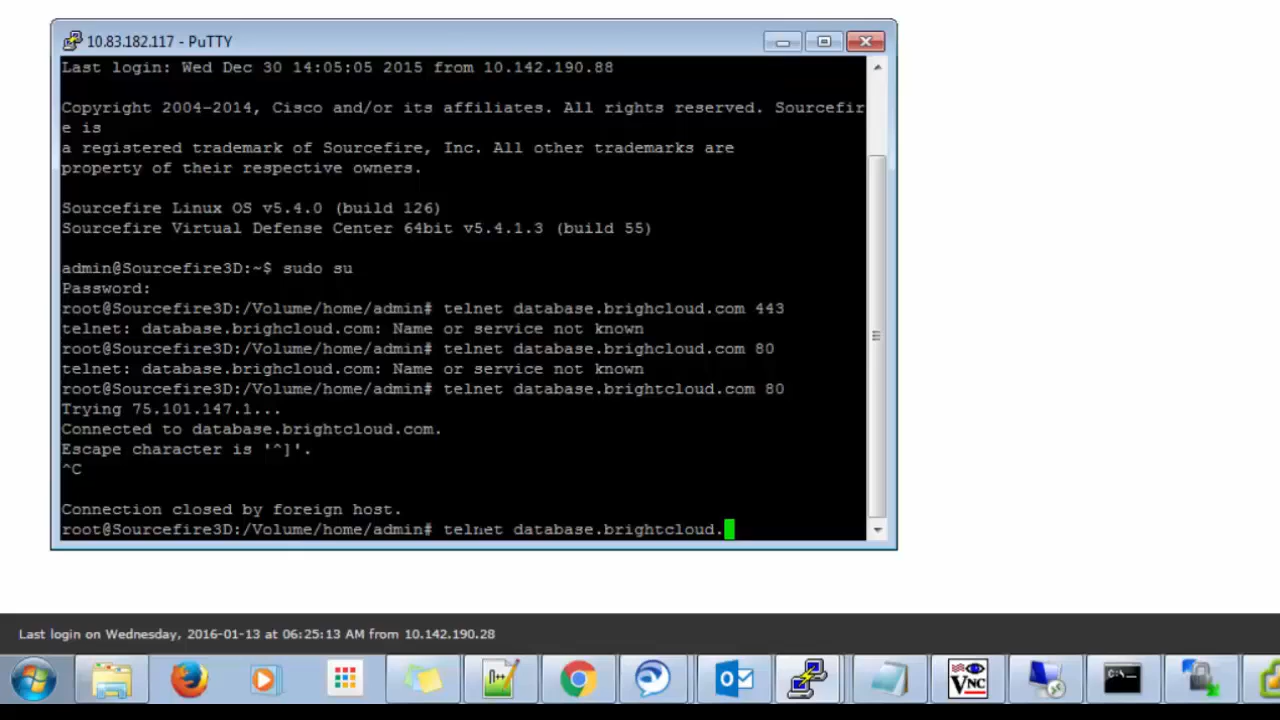 10.83.182.117 - PuTTY
Last login: Wed Dec 30 14:05:05 2015 from 10.142.190.88
Copyright 2004-2014, Cisco and/or its affiliates. All rights reserved. Sourcefir
e is
a registered trademark of Sourcefire, Inc. All other trademarks are
property of their respective owners.
Sourcefire Linux OS v5.4.0 (build 126)
Sourcefire Virtual Defense Center 64bit v5.4.1.3 (build 55)
admin@Sourcefire3D:~$ sudo su
Password:
root@Sourcefire3D:/Volume/home/admin# telnet database.brighcloud.com 443
telnet: database.brighcloud.com: Name or service not known
root@Sourcefire3D:/Volume/home/admin# telnet database.brighcloud.com 80
telnet: database.brighcloud.com: Name or service not known
root@Sourcefire3D:/Volume/home/admin# telnet database.brightcloud.com 80
Trying 75.101.147.1...
Connected to database.brightcloud.com.
Escape character is '^]'.
^C
Connection closed by foreign host.
root@Sourcefire3D:/Volume/home/admin# telnet database.brightcloud.
Last login on Wednesday, 2016-01-13 at 06:25:13 AM from 10.142.190.28